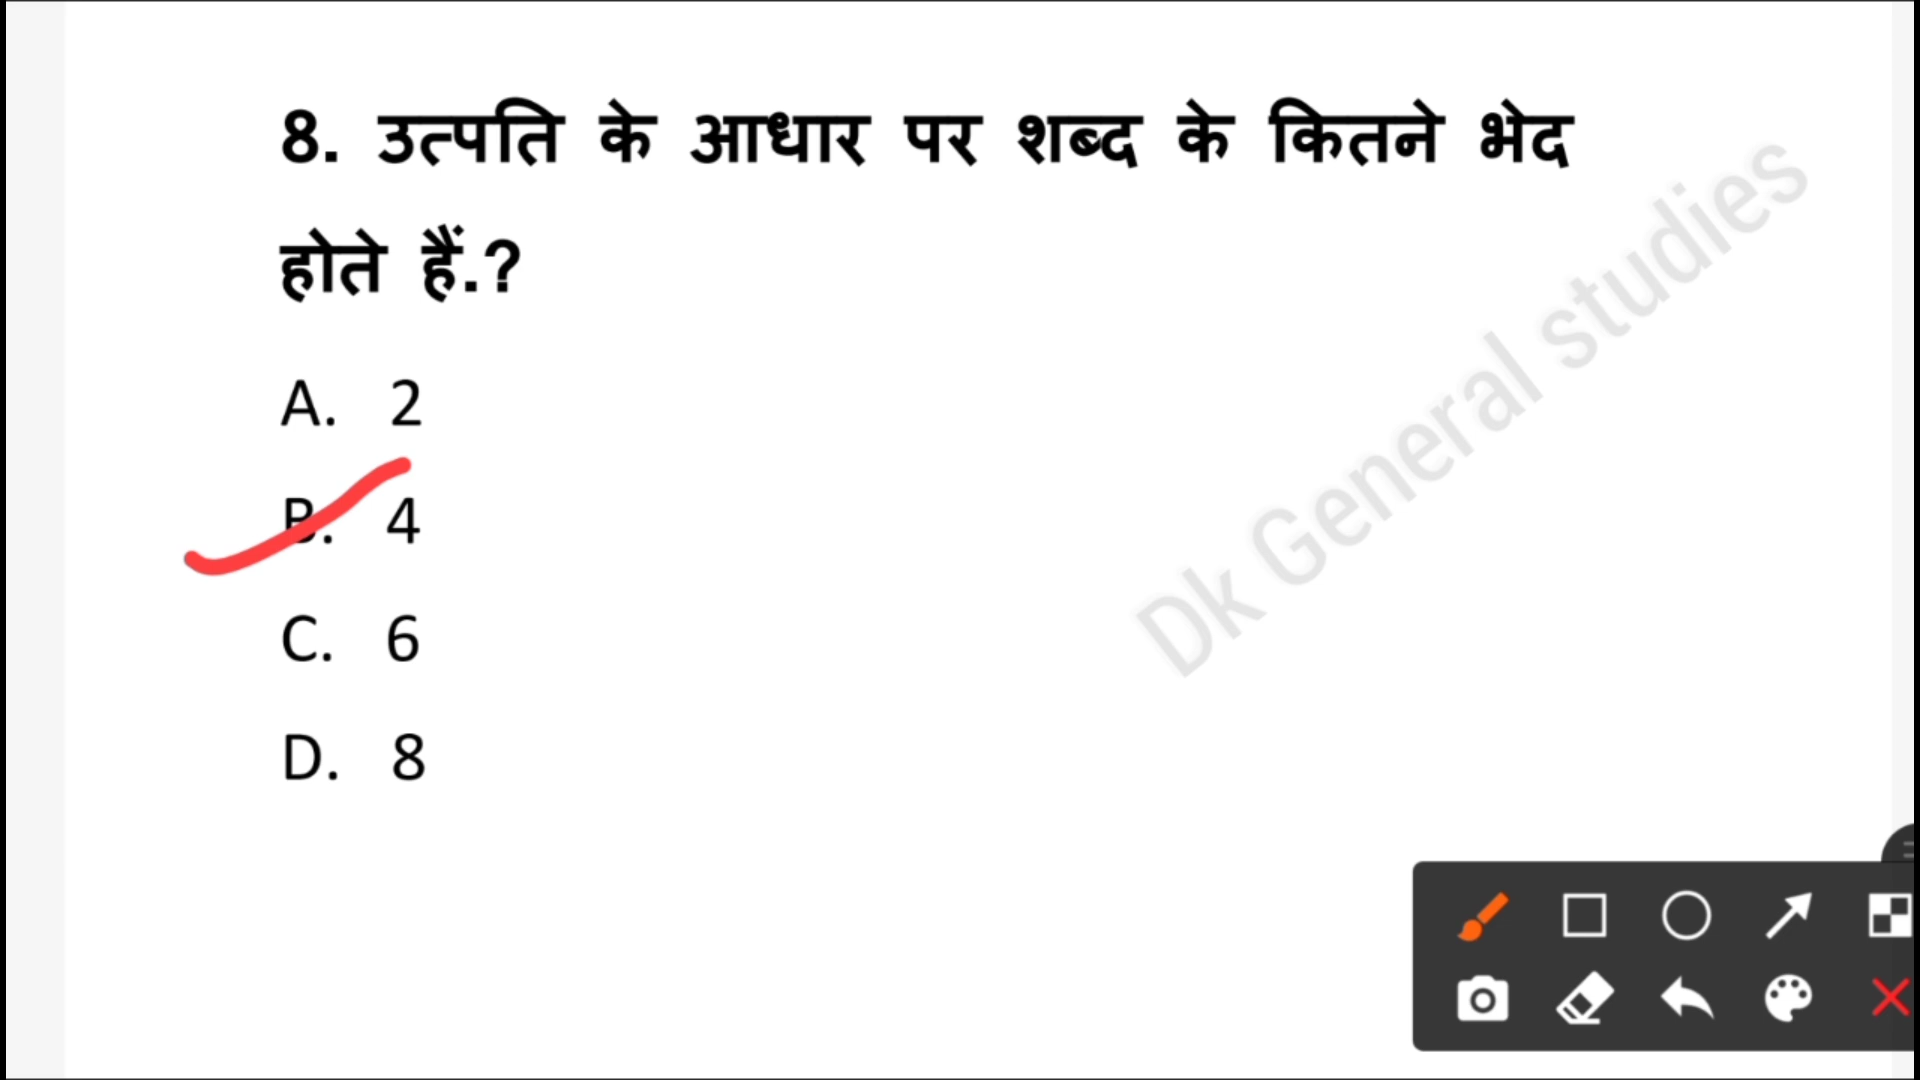 8. उत्पति के आधार पर शब्द के कितने भेद
होते हैं.?
A. 2
B. 4
C. 6
D. 8
Dk General studies